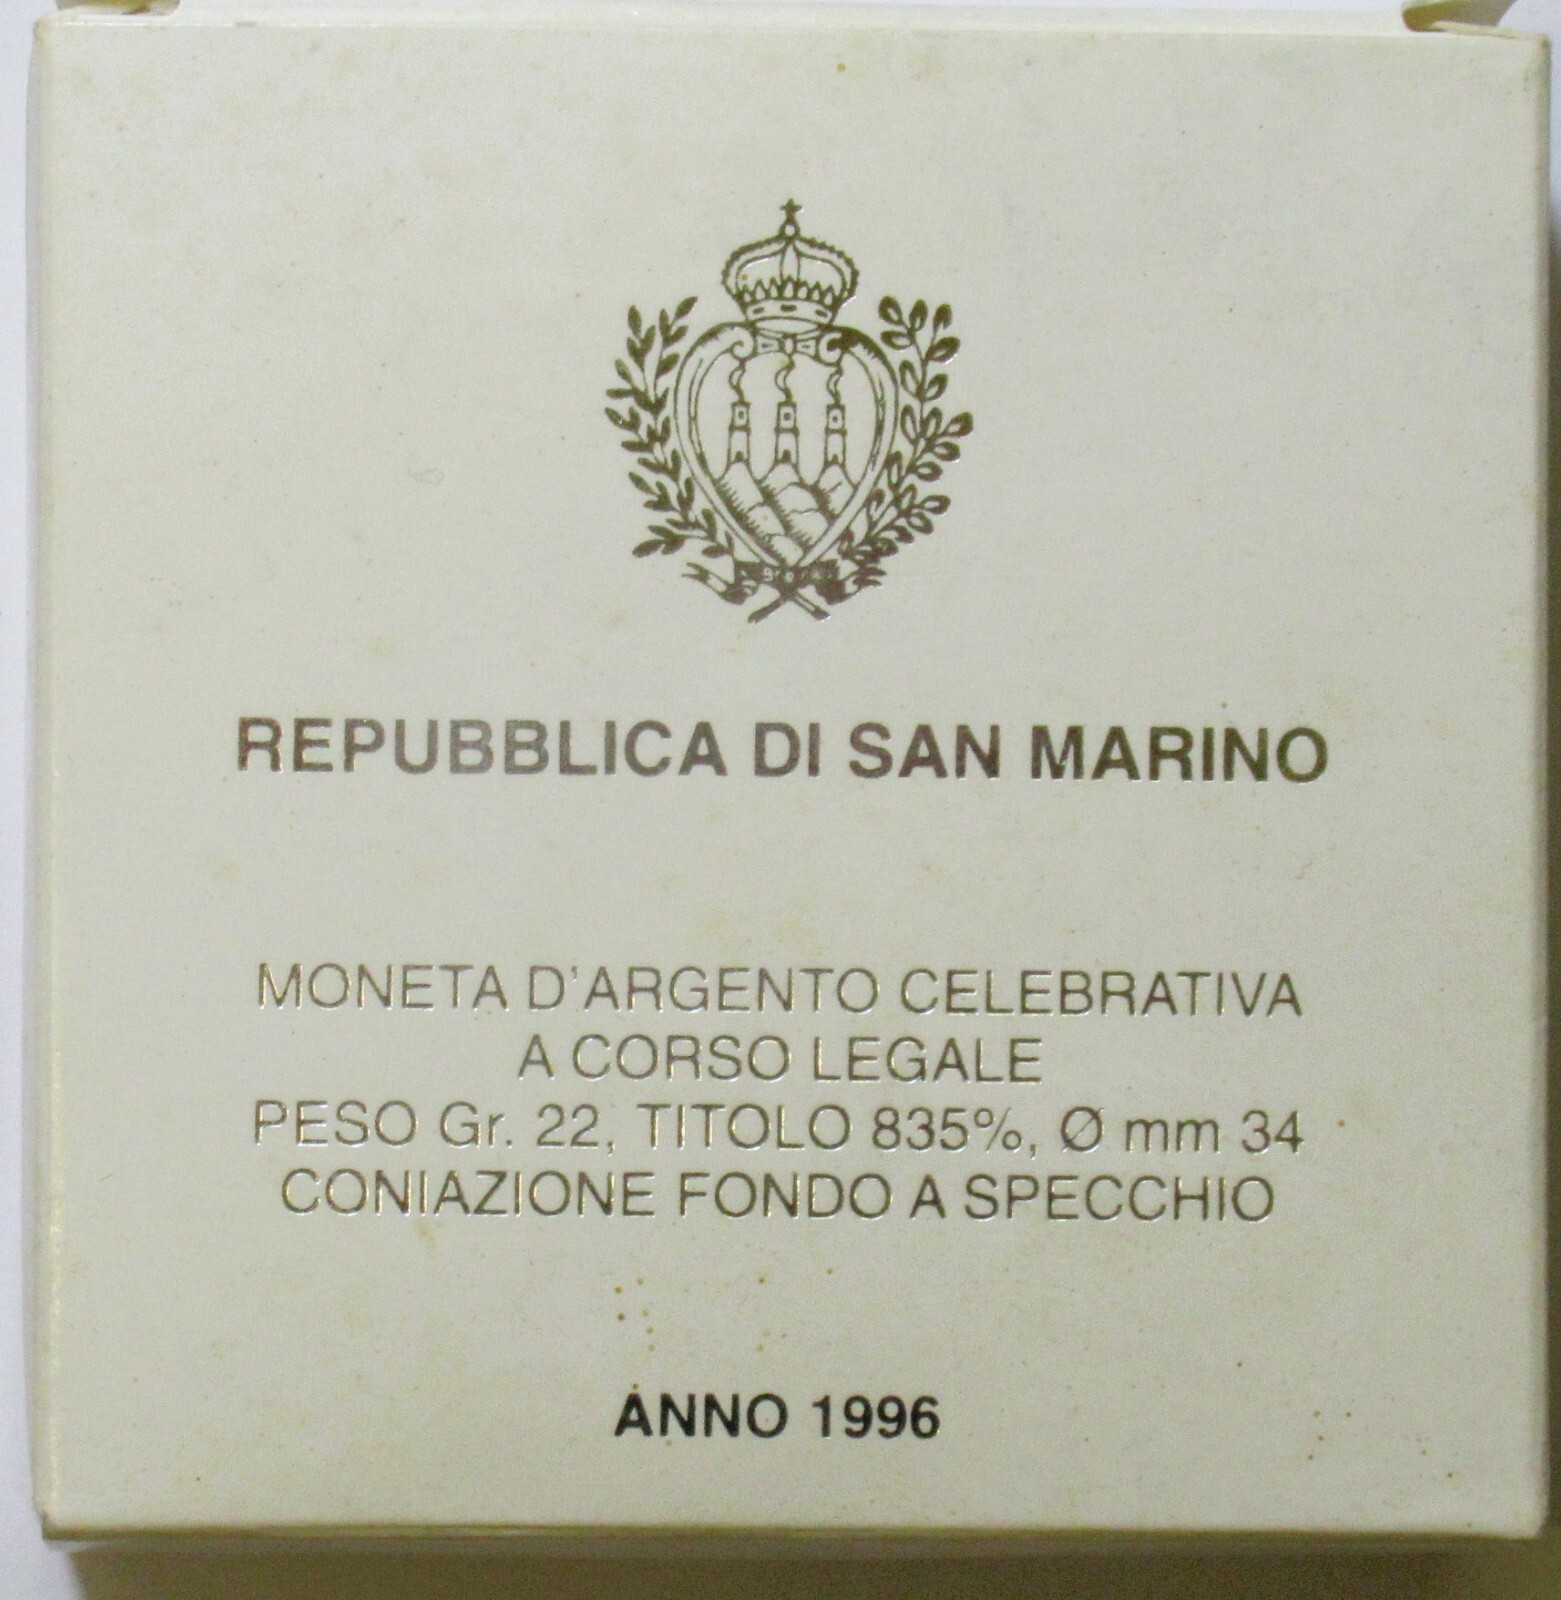 REPUBBLICA DI SAN MARINO
MONETA D'ARGENTO CELEBRATIVA
A CORSO LEGALE
PESO Gr. 22, TITOLO 835%, Ø mm 34
CONIAZIONE FONDO A SPECCHIO
ANNO 1996